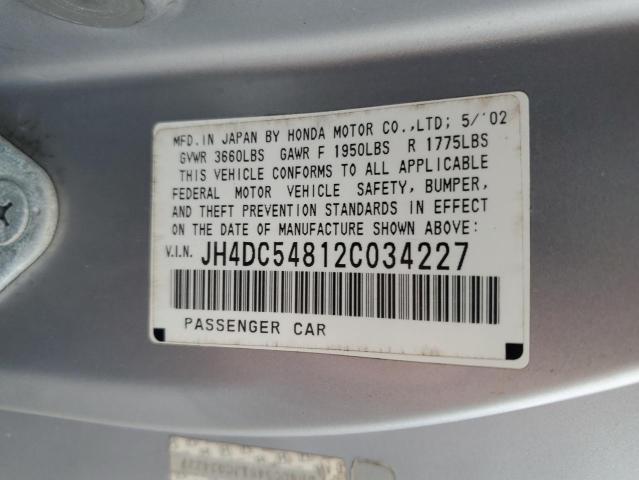 MFD.IN JAPAN BY HONDA MOTOR CO.,LTD; 5/'02
GVWR 3660LBS GAWR F 1950LBS R 1775LBS
THIS VEHICLE CONFORMS TO ALL APPLICABLE
FEDERAL MOTOR VEHICLE SAFETY, BUMPER,
AND THEFT PREVENTION STANDARDS IN EFFECT
ON THE DATE OF MANUFACTURE SHOWN ABOVE:
V.I.N. JH4DC54812C034227
PASSENGER CAR